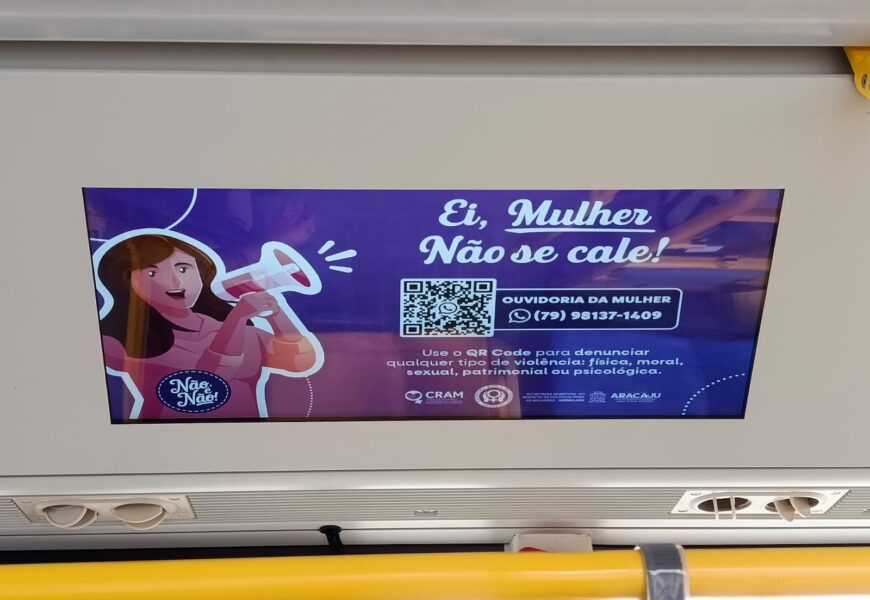 Ei, Mulher
Não se cale!
OUVIDORIA DA MULHER
(79) 98137-1409
Use o QR Code para denunciar
qualquer tipo de violência: física, moral,
sexual, patrimonial ou psicológica.
Não é
Não!
CRAM
ARACAJU